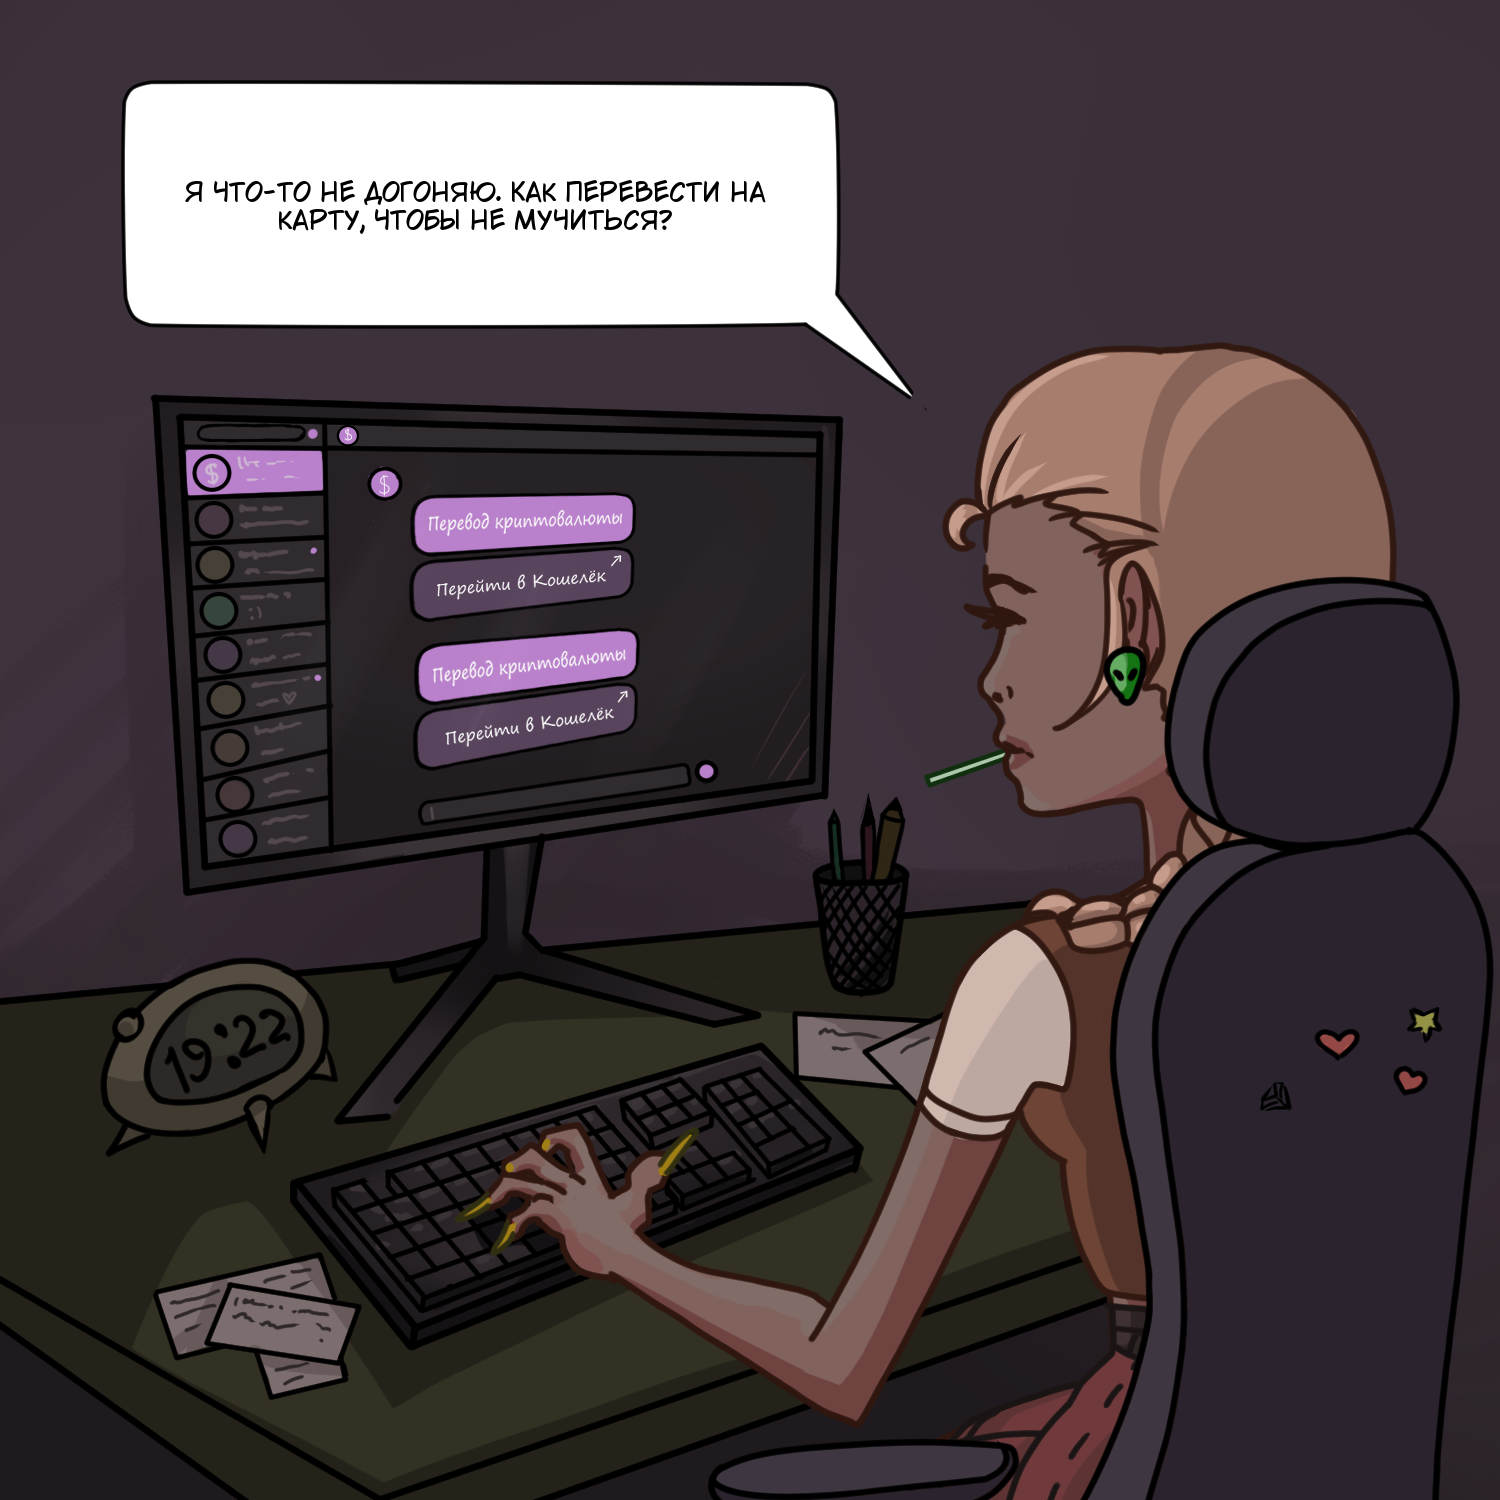 Я ЧТО-ТО НЕ ДОГОНЯЮ. КАК ПЕРЕВЕСТИ НА
КАРТУ, ЧТОБЫ НЕ МУЧИТЬСЯ?
$
$
$
Перевод криптовалюты
Перейти в Кошелёк
:)
Перевод криптовалюты
Перейти в Кошелёк
19:22